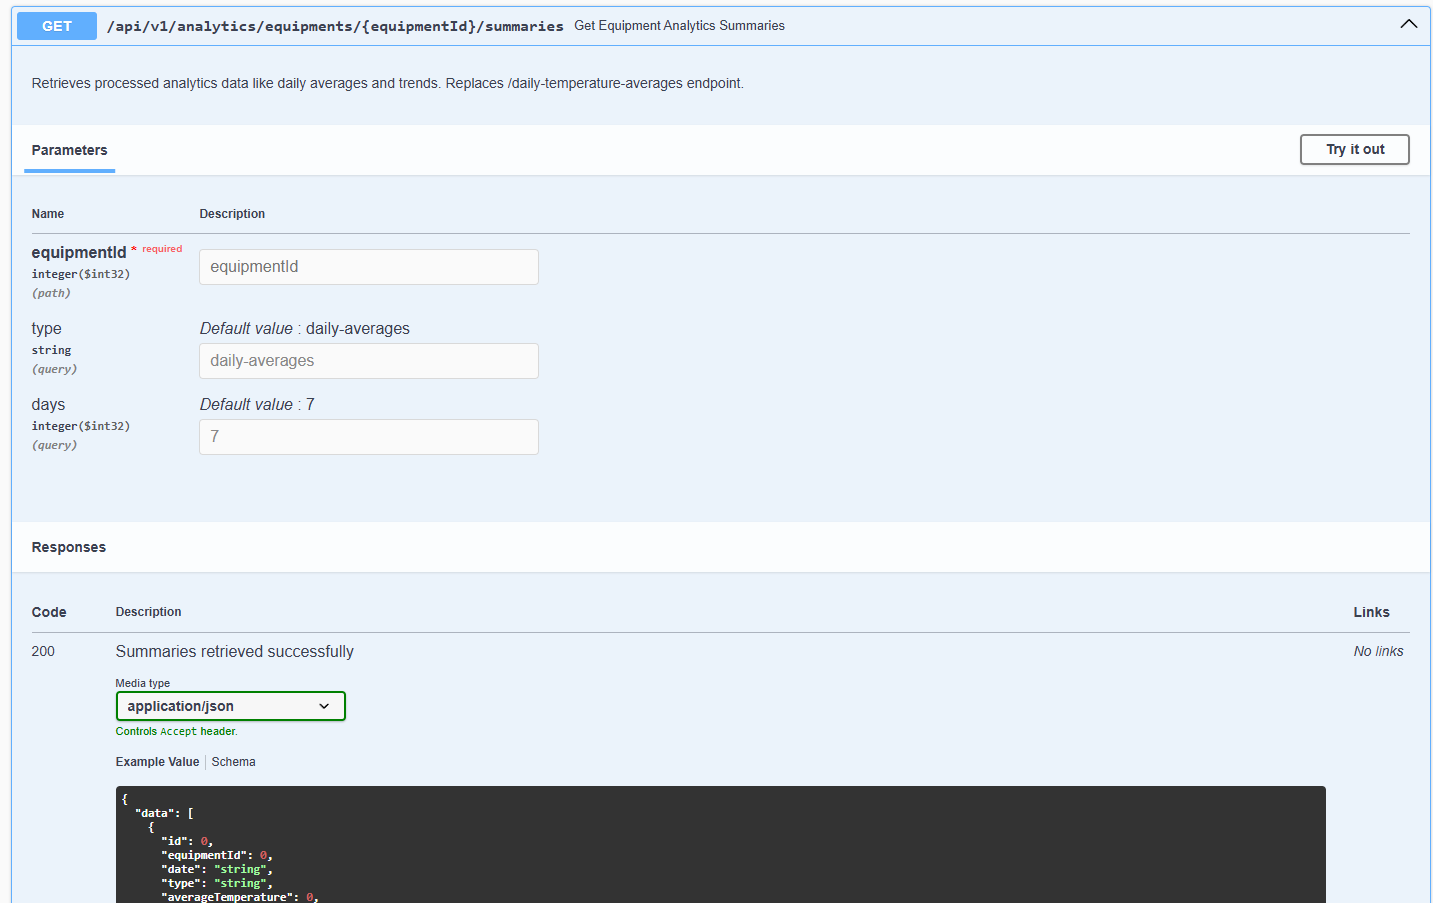 GET /api/v1/analytics/equipments/{equipmentId}/summaries Get Equipment Analytics Summaries
Retrieves processed analytics data like daily averages and trends. Replaces /daily-temperature-averages endpoint.
Parameters
Try it out
Name Description
equipmentId * required
integer($int32)
(path)
equipmentId
type
string
(query)
Default value : daily-averages
daily-averages
days
integer($int32)
(query)
Default value : 7
7
Responses
Code Description Links
200 Summaries retrieved successfully No links
Media type
application/json
Controls Accept header.
Example Value Schema
{
"data": [
{
"id": 0,
"equipmentId": 0,
"date": "string",
"type": "string",
"averageTemperature": 0,